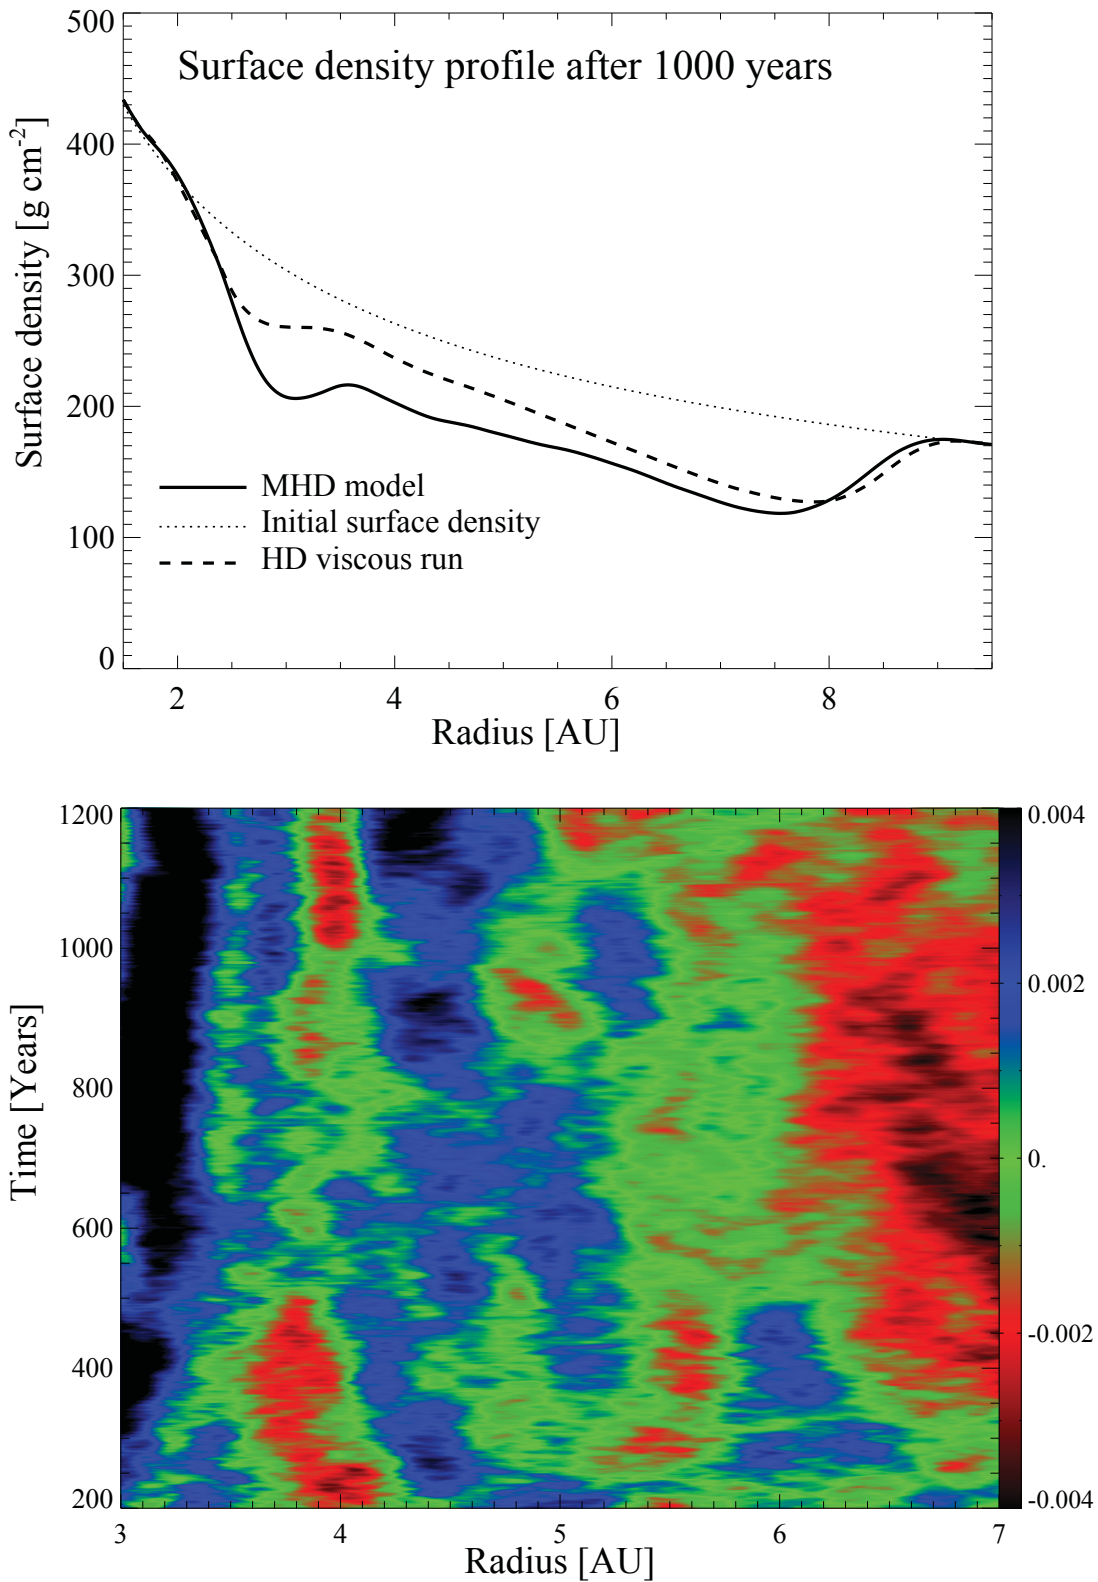 500
Surface density profile after 1000 years
400
300
200
100
0
Surface density [g cm-2]
MHD model
Initial surface density
HD viscous run
2 4 6 8
Radius [AU]
1200
1000
800
600
400
200
Time [Years]
0.004
0.002
0.
-0.002
-0.004
3 4 5 6 7
Radius [AU]